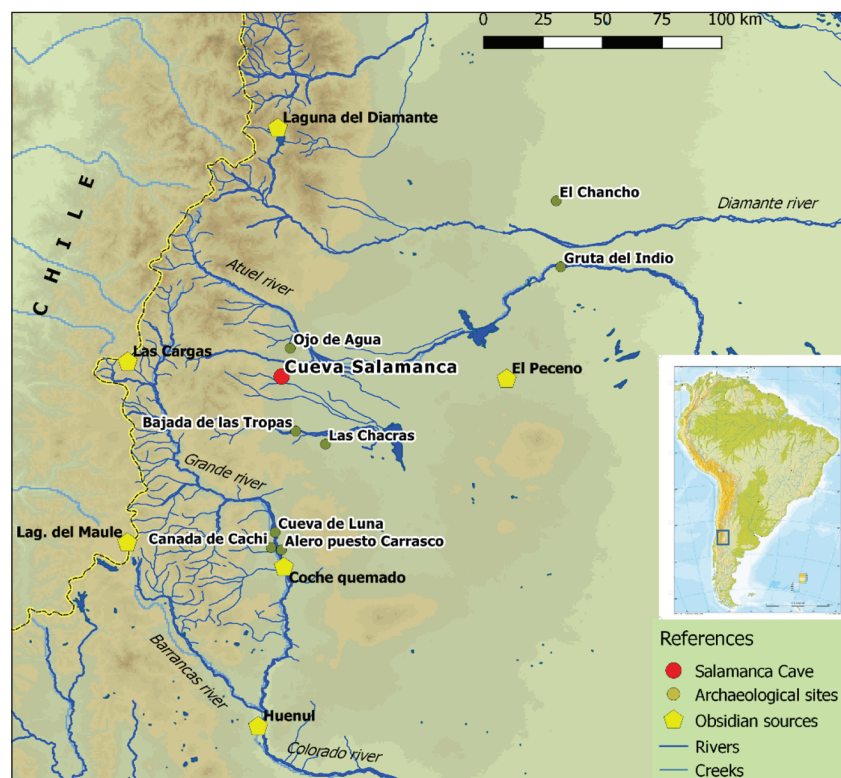 0 25 50 75 100 km
Laguna del Diamante
El Chancho
Diamante river
CHILE
Gruta del Indio
Atuel river
Ojo de Agua
Las Cargas
Cueva Salamanca
El Peceno
Bajada de las Tropas
Las Chacras
Grande river
Cueva de Luna
Lag. del Maule
Canada de Cachi
Alero puesto Carrasco
Coche quemado
Barrancas river
Huenul
Colorado river
References
Salamanca Cave
Archaeological sites
Obsidian sources
Rivers
Creeks